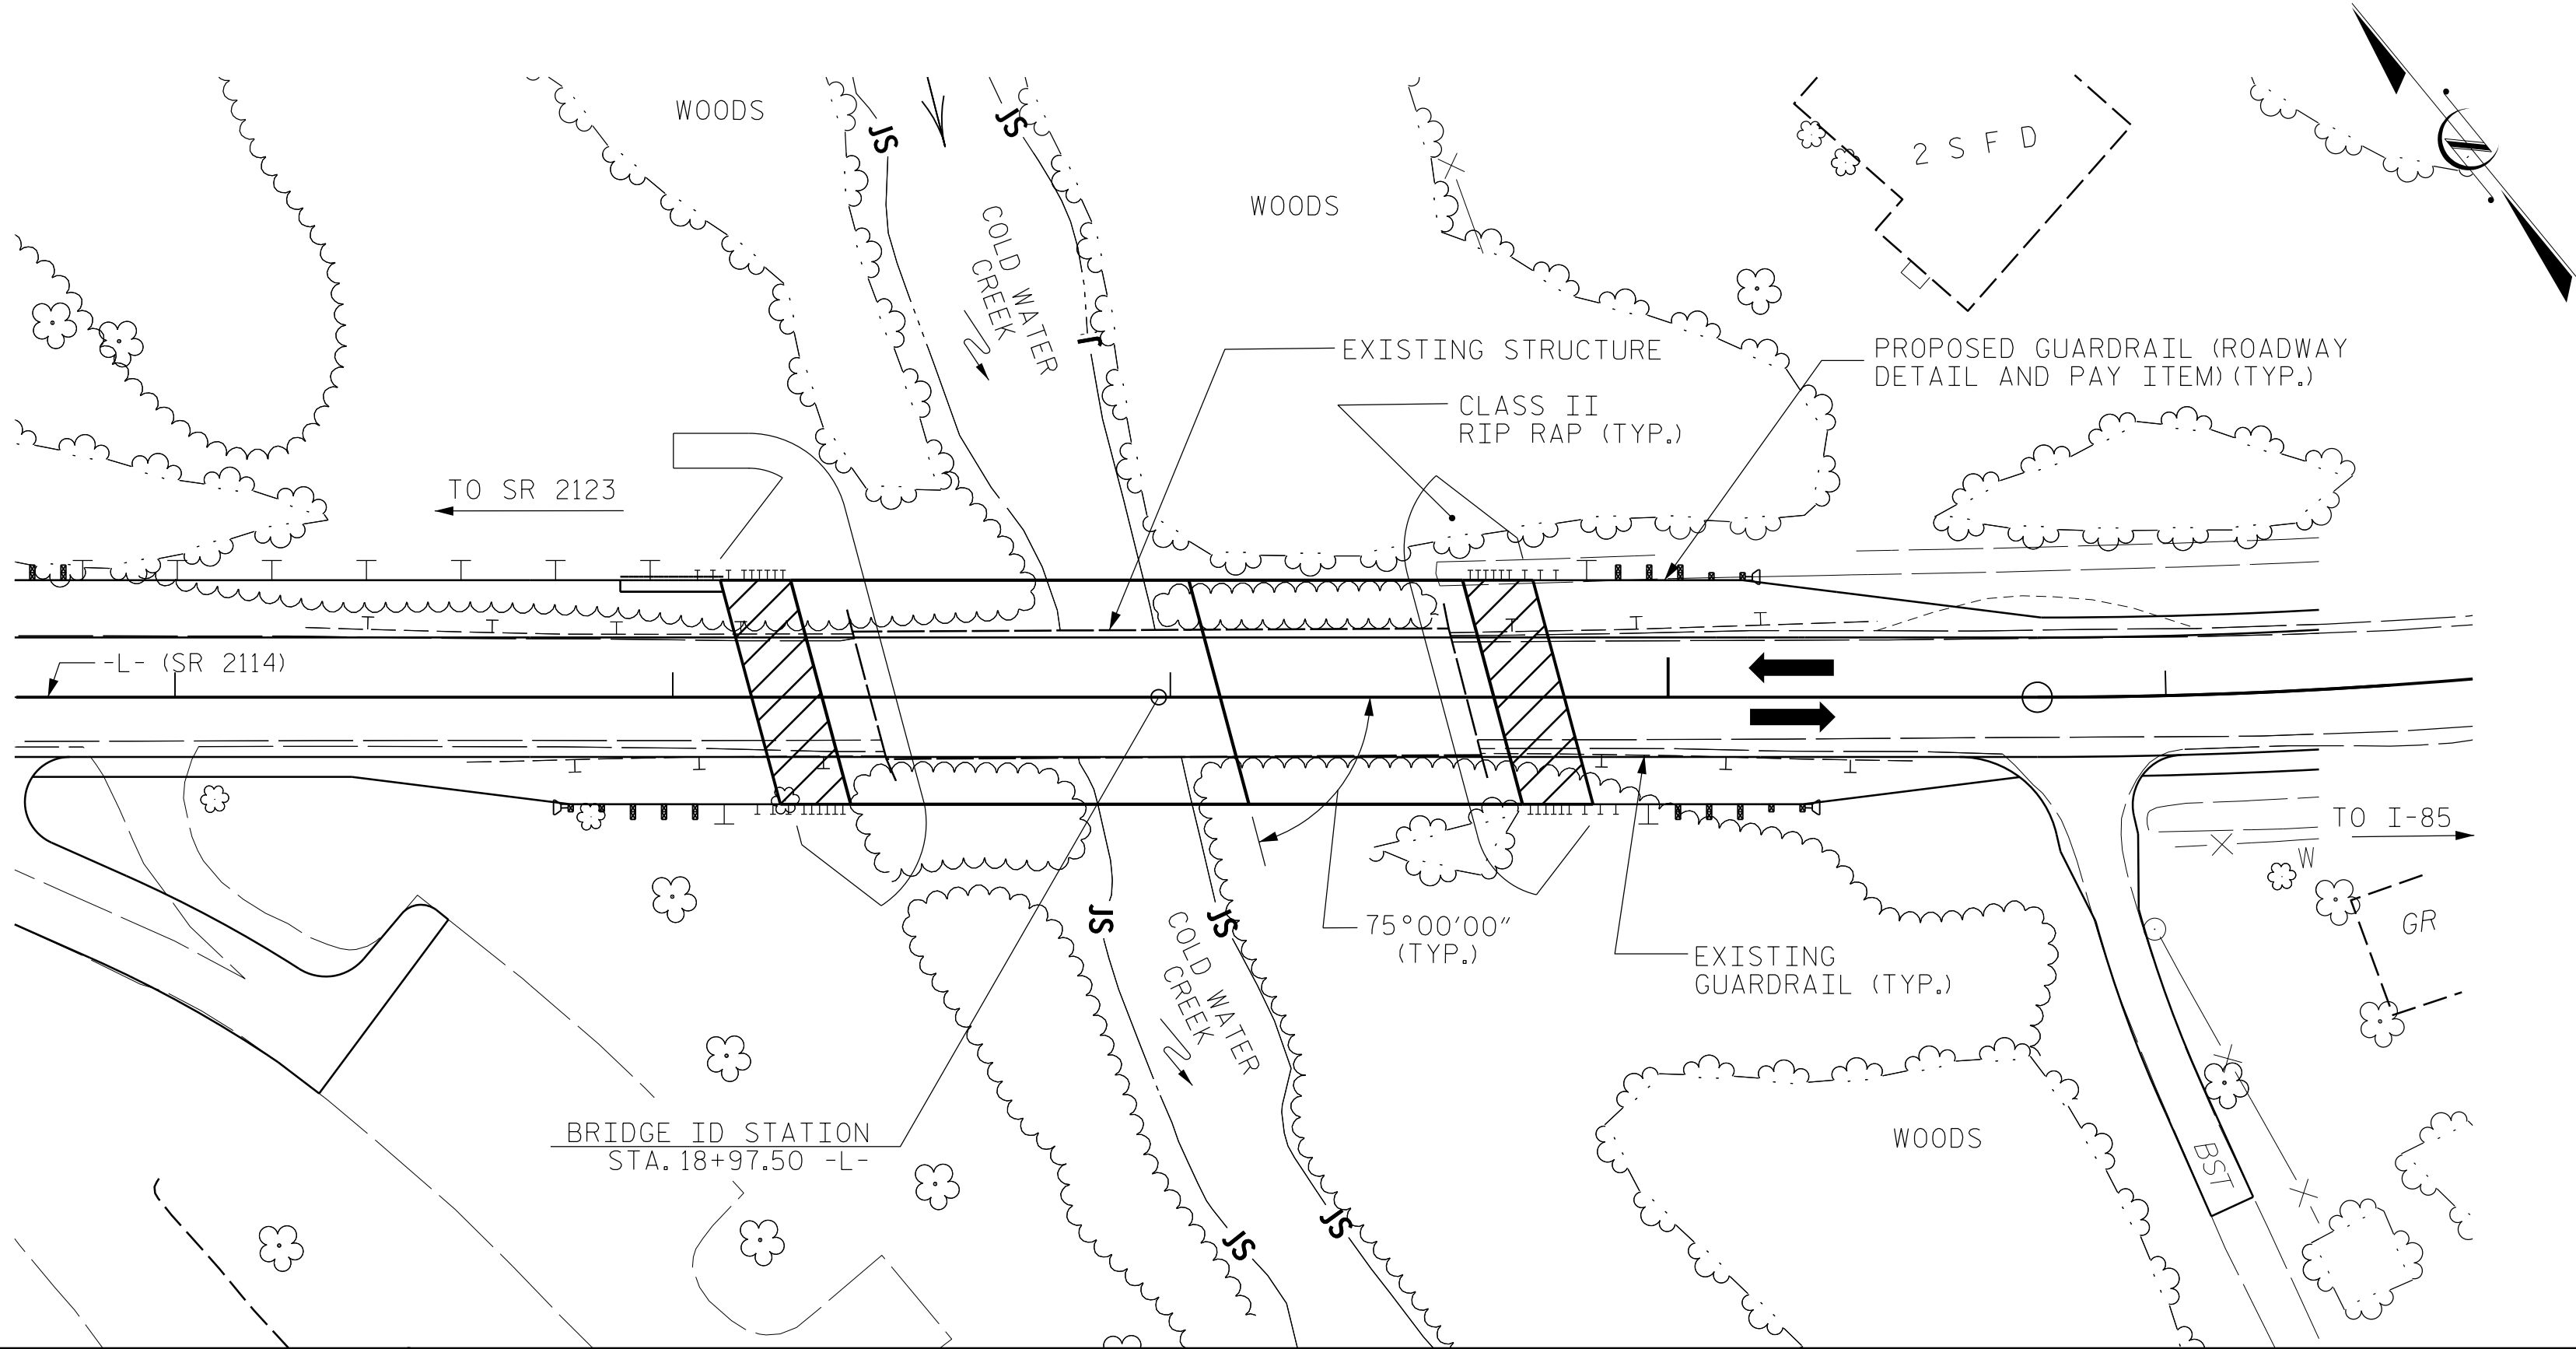 WOODS
JS
JS
2 S F D
N
WOODS
COLD WATER
CREEK
J
EXISTING STRUCTURE
PROPOSED GUARDRAIL (ROADWAY
DETAIL AND PAY ITEM) (TYP.)
CLASS II
RIP RAP (TYP.)
TO SR 2123
-L- (SR 2114)
TO I-85
W
GR
JS
JS
COLD WATER
CREEK
75°00'00"
(TYP.)
EXISTING
GUARDRAIL (TYP.)
BRIDGE ID STATION
STA. 18+97.50 -L-
WOODS
BST
JS
JS